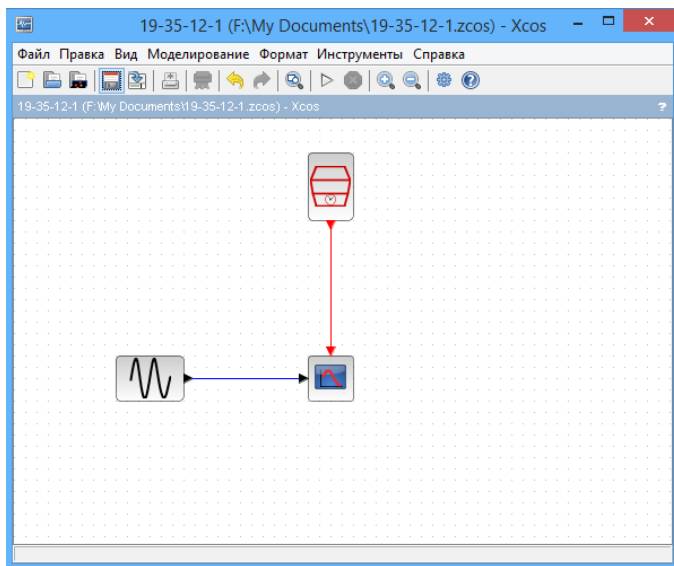 19-35-12-1 (F:\My Documents\19-35-12-1.zcos) - Xcos
Файл Правка Вид Моделирование Формат Инструменты Справка
19-35-12-1 (F:\My Documents\19-35-12-1.zcos) - Xcos